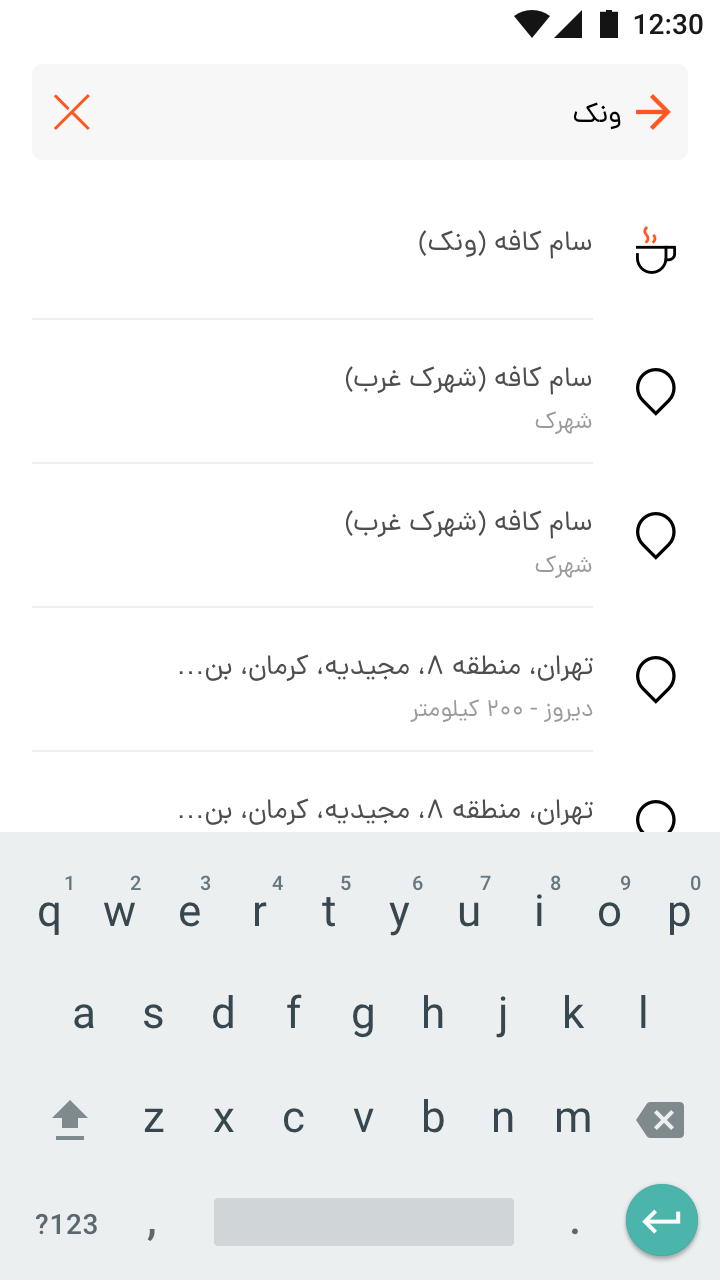 12:30
ونک
سام کافه (ونک)
سام کافه (شهرک غرب)
شهرک
سام کافه (شهرک غرب)
شهرک
تهران، منطقه ۸، مجیدیه، کرمان، بن...
دیروز - ۲۰۰ کیلومتر
تهران، منطقه ۸، مجیدیه، کرمان، بن...
1 2 3 4 5 6 7 8 9 0
q w e r t y u i o p
a s d f g h j k l
z x c v b n m
?123 , .